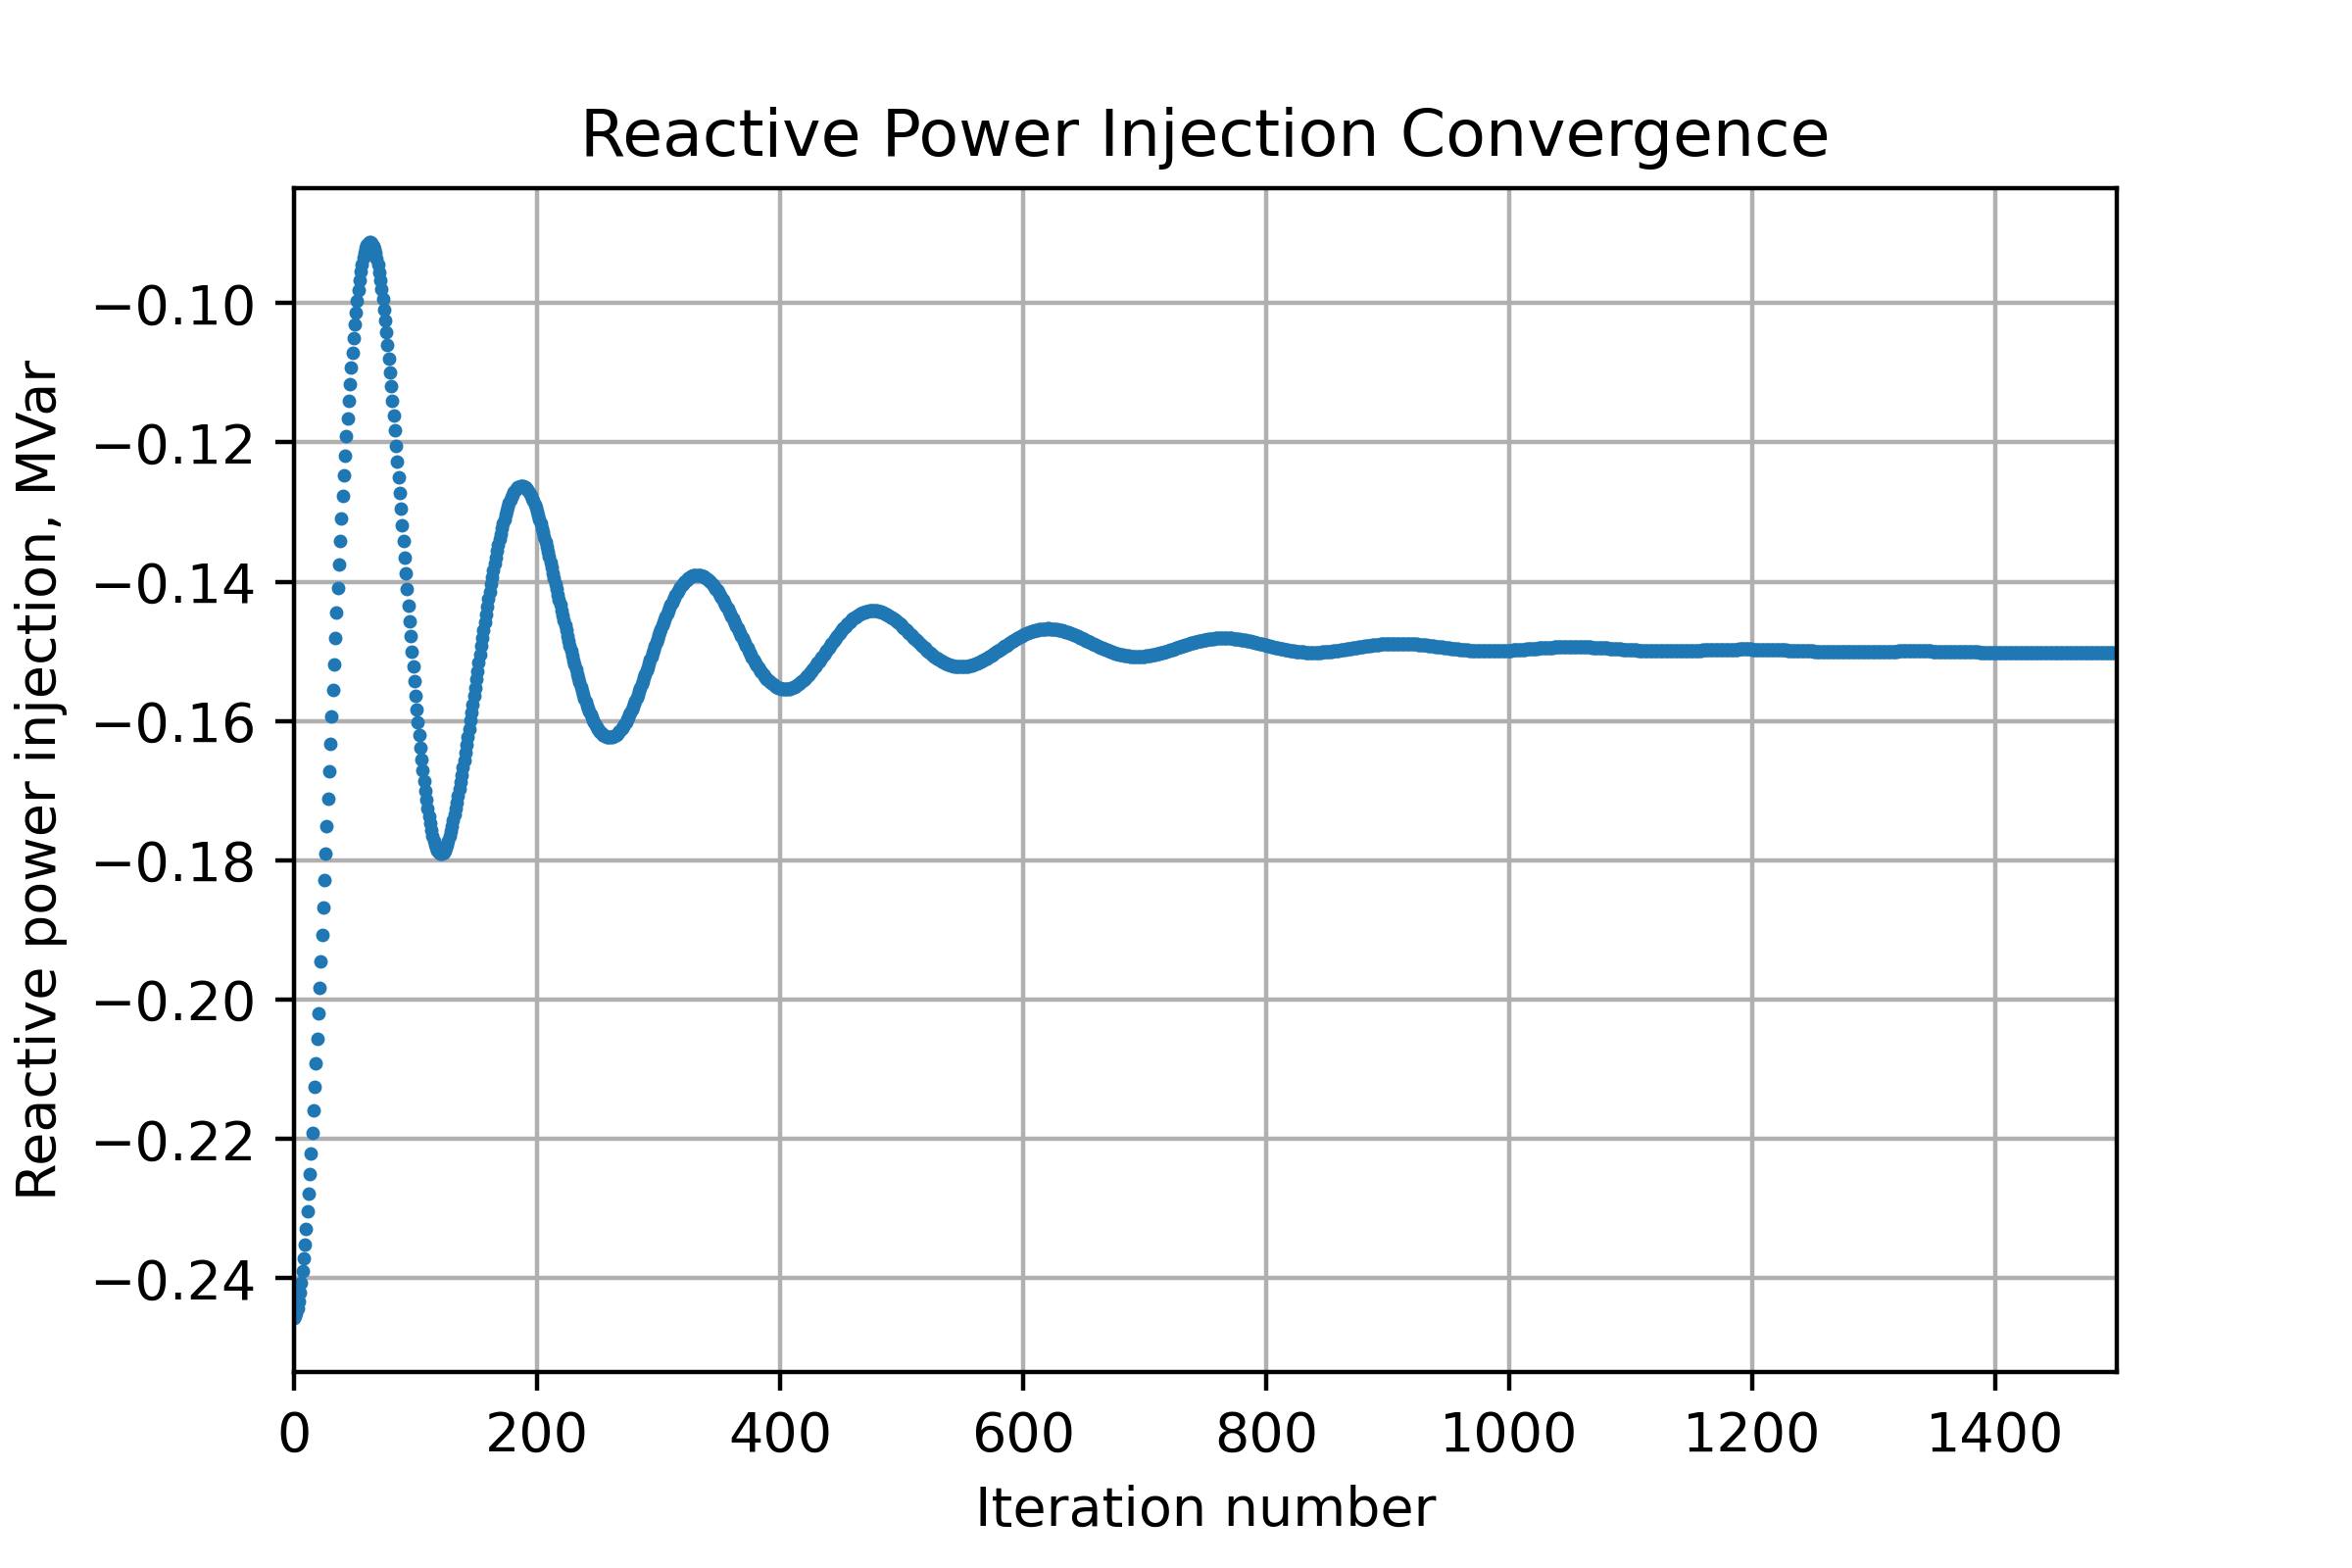 Reactive Power Injection Convergence
Reactive power injection, MVar
−0.10
−0.12
−0.14
−0.16
−0.18
−0.20
−0.22
−0.24
0 200 400 600 800 1000 1200 1400
Iteration number